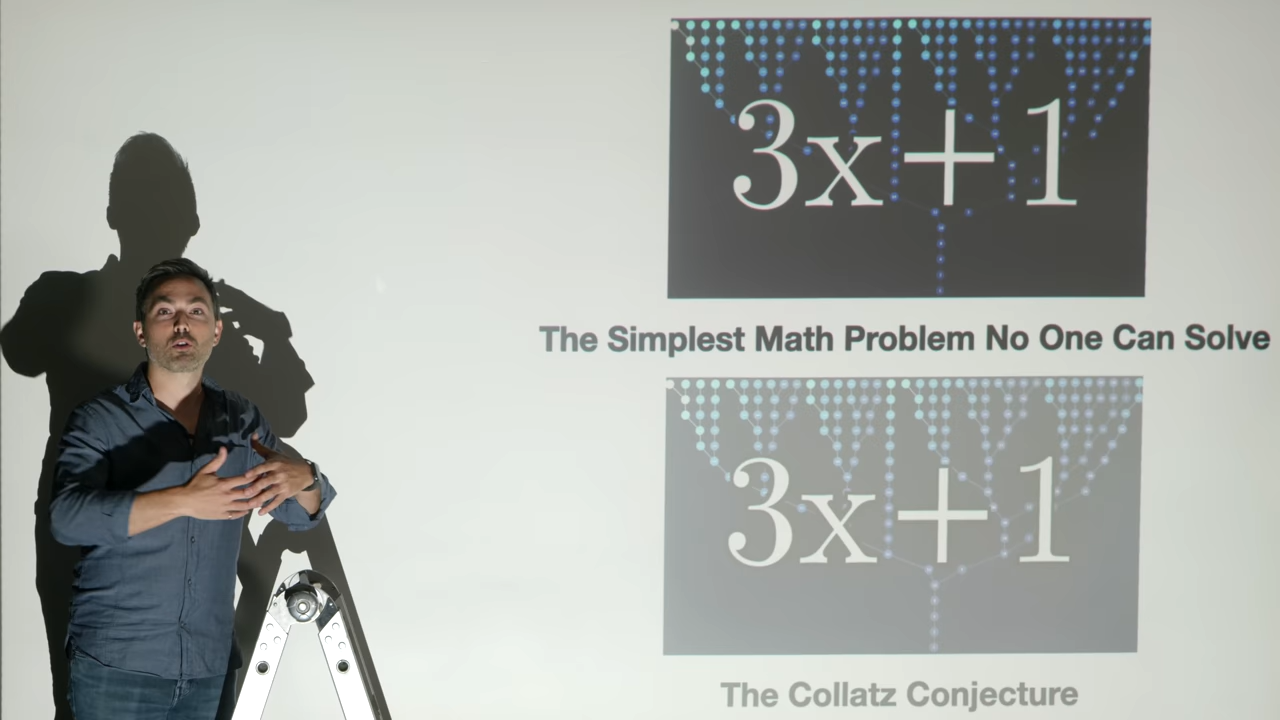 3x+1
The Simplest Math Problem No One Can Solve
3x+1
The Collatz Conjecture